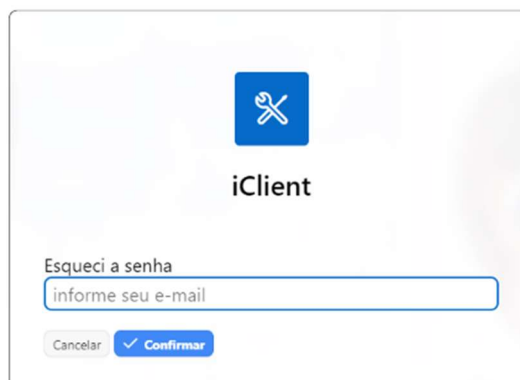 iClient
Esqueci a senha
informe seu e-mail
Cancelar Confirmar